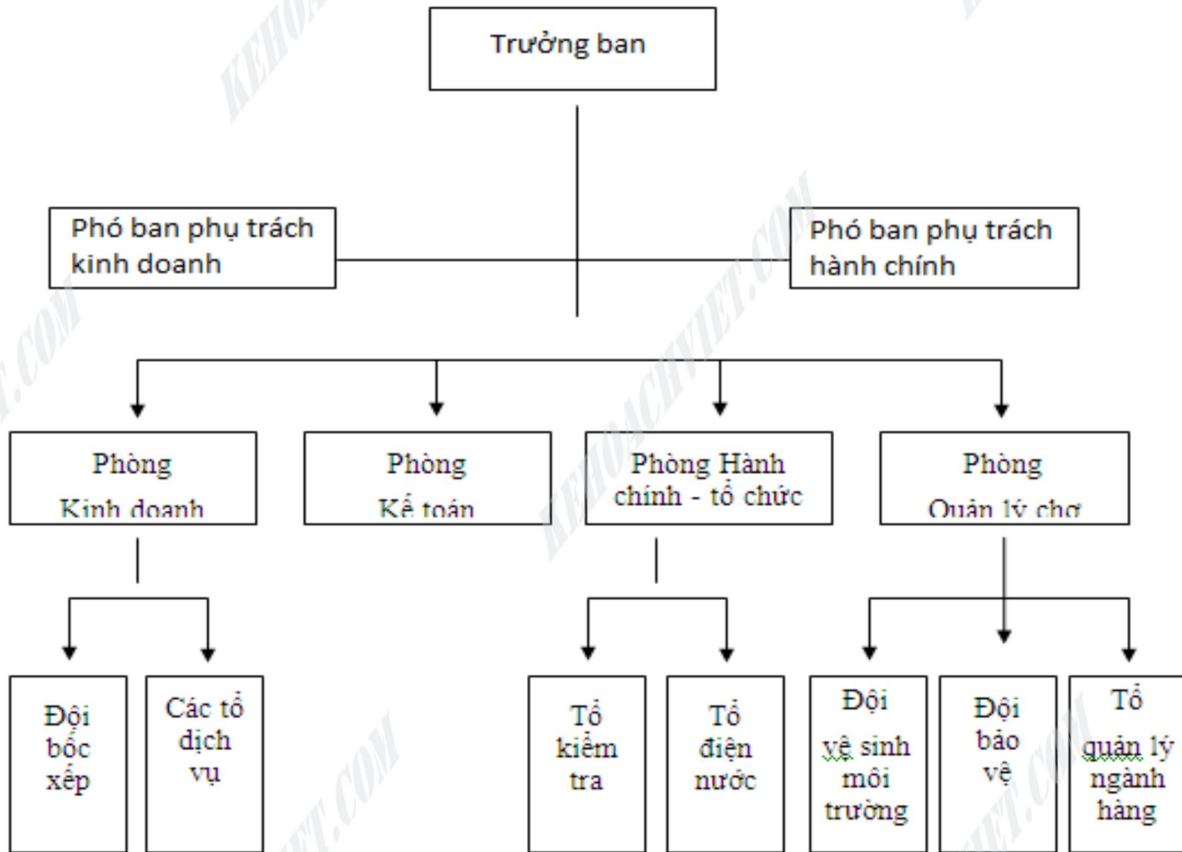 KEHOACHVIET.COM
Trưởng ban
Phó ban phụ trách
kinh doanh
Phó ban phụ trách
hành chính
Phòng
Kinh doanh
Phòng
Kế toán
Phòng Hành
chính - tổ chức
Phòng
Quản lý chợ
Đội
bốc
xếp
Các tổ
dịch
vụ
Tổ
kiểm
tra
Tổ
điện
nước
Đội
vệ sinh
môi
trường
Đội
bảo
vệ
Tổ
quản lý
ngành
hàng